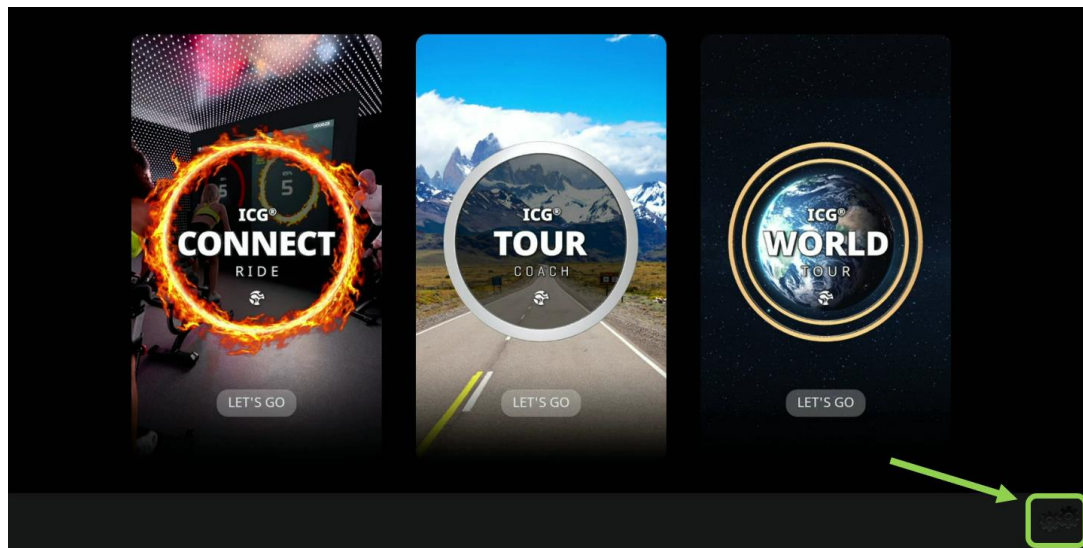 ICG®
CONNECT
RIDE
LET'S GO
ICG®
TOUR
COACH
LET'S GO
ICG®
WORLD
TOUR
LET'S GO